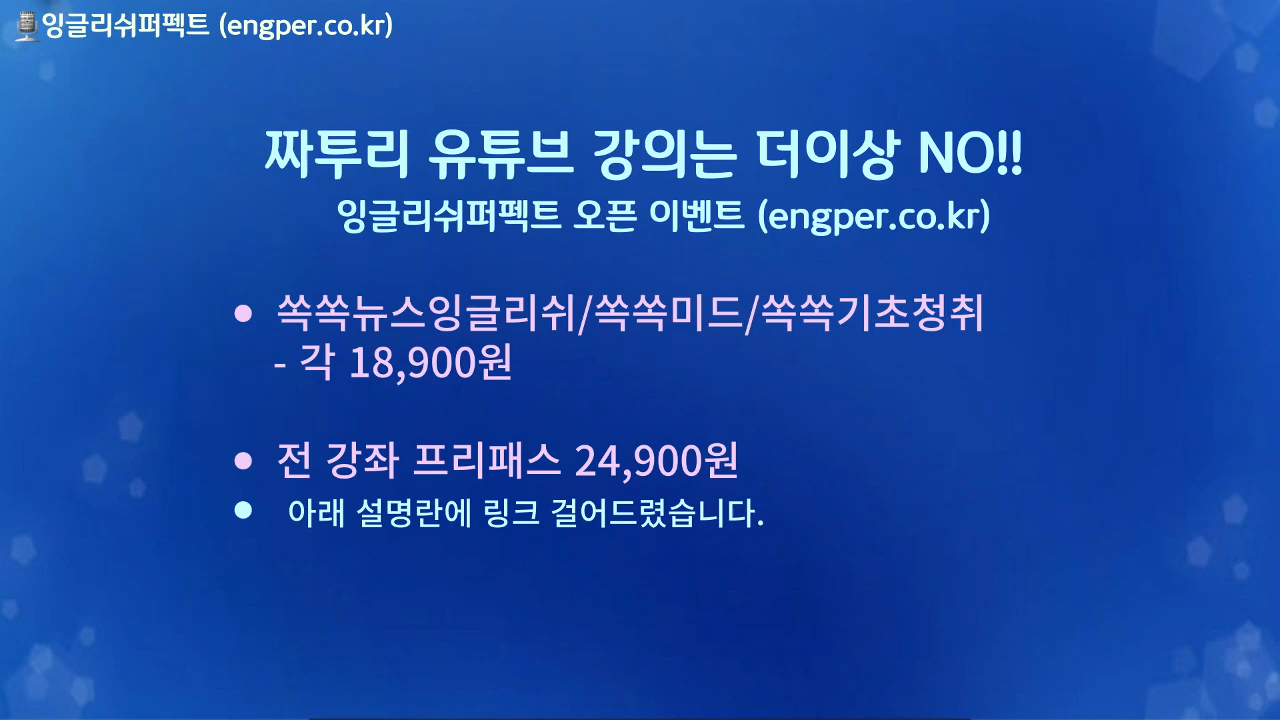 잉글리쉬퍼펙트 (engper.co.kr)
짜투리 유튜브 강의는 더이상 NO!!
잉글리쉬퍼펙트 오픈 이벤트 (engper.co.kr)
● 쏙쏙뉴스잉글리쉬/쏙쏙미드/쏙쏙기초청취
- 각 18,900원
● 전 강좌 프리패스 24,900원
● 아래 설명란에 링크 걸어드렸습니다.